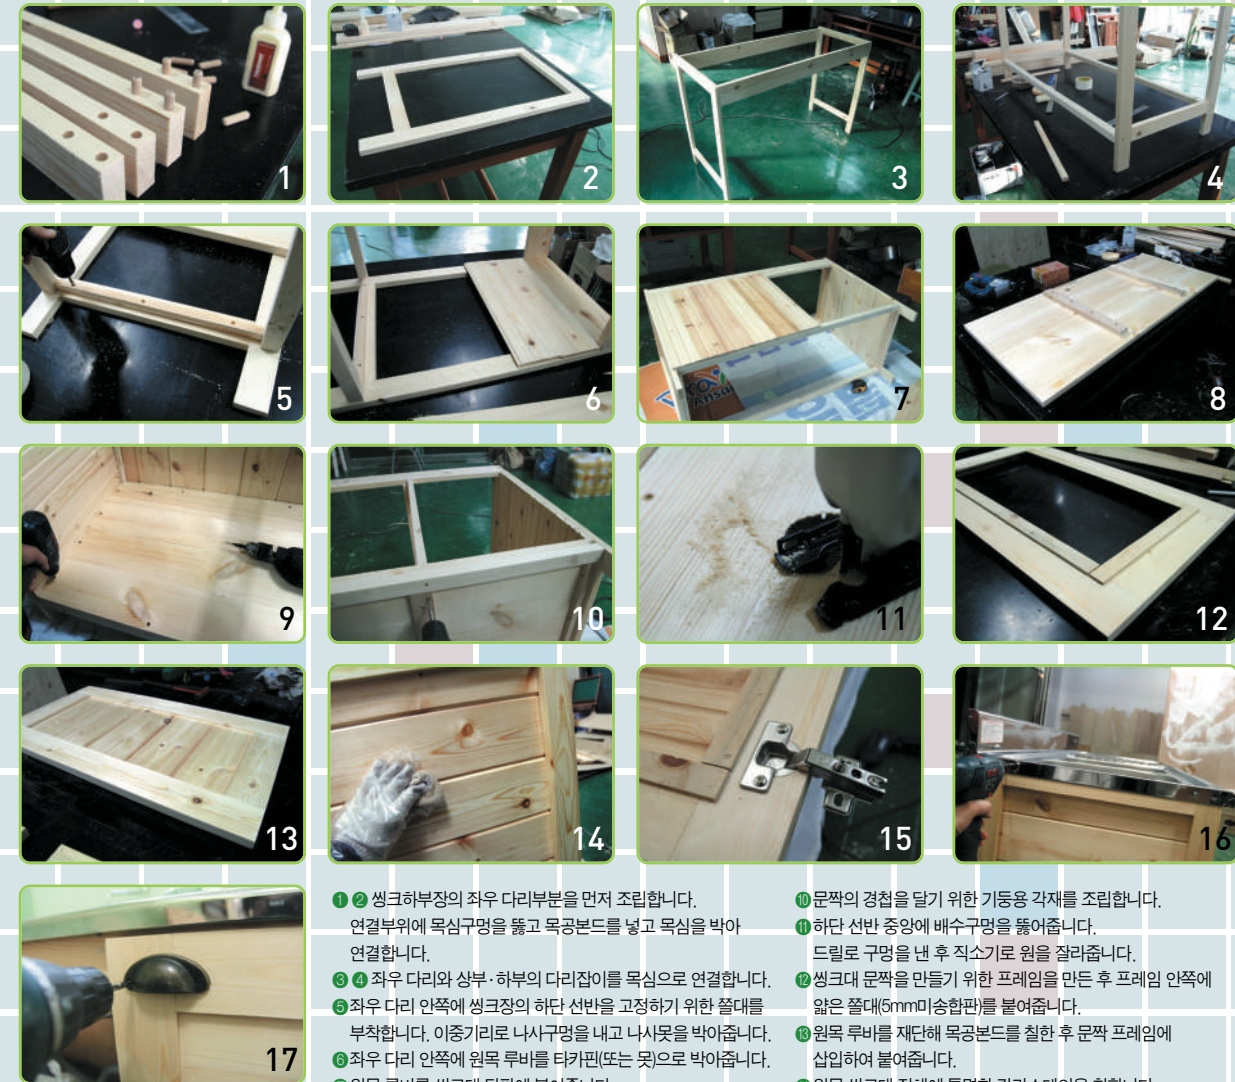 1
2
3
4
5
6
7
8
9
10
11
12
13
14
15
16
17
❶ ❷ 씽크하부장의 좌우 다리부분을 먼저 조립합니다.
연결부위에 목심구멍을 뚫고 목공본드를 넣고 목심을 박아
연결합니다.
❸ ❹ 좌우 다리와 상부·하부의 다리잡이를 목심으로 연결합니다.
❺ 좌우 다리 안쪽에 씽크장의 하단 선반을 고정하기 위한 쫄대를
부착합니다. 이중기리로 나사구멍을 내고 나사못을 박아줍니다.
❻ 좌우 다리 안쪽에 원목 루바를 타카핀(또는 못)으로 박아줍니다.
❿ 문짝의 경첩을 달기 위한 기둥용 각재를 조립합니다.
⓫ 하단 선반 중앙에 배수구멍을 뚫어줍니다.
드릴로 구멍을 낸 후 직소기로 원을 잘라줍니다.
⓬ 씽크대 문짝을 만들기 위한 프레임을 만든 후 프레임 안쪽에
얇은 쫄대(5mm미송합판)를 붙여줍니다.
⓭ 원목 루바를 재단해 목공본드를 칠한 후 문짝 프레임에
삽입하여 붙여줍니다.